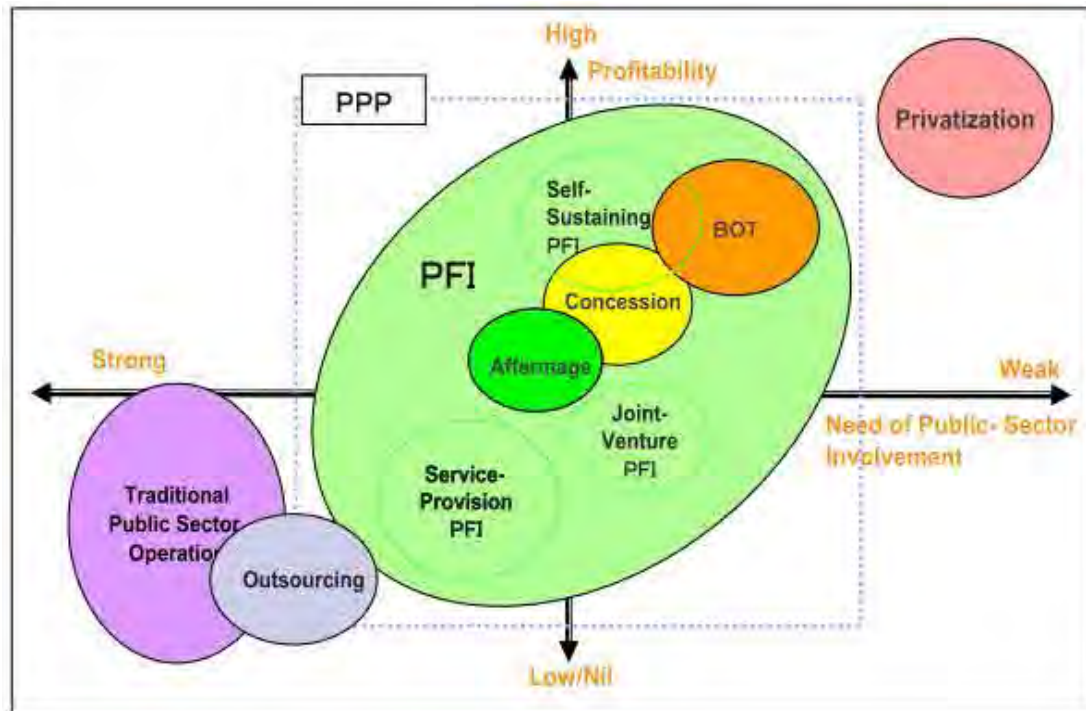 High
Profitability
PPP
Privatization
Self-
Sustaining
PFI
BOT
PFI
Concession
Strong
Affermage
Weak
Joint-
Venture
PFI
Need of Public- Sector
Involvement
Service-
Provision
PFI
Traditional
Public Sector
Operation
Outsourcing
Low/Nil